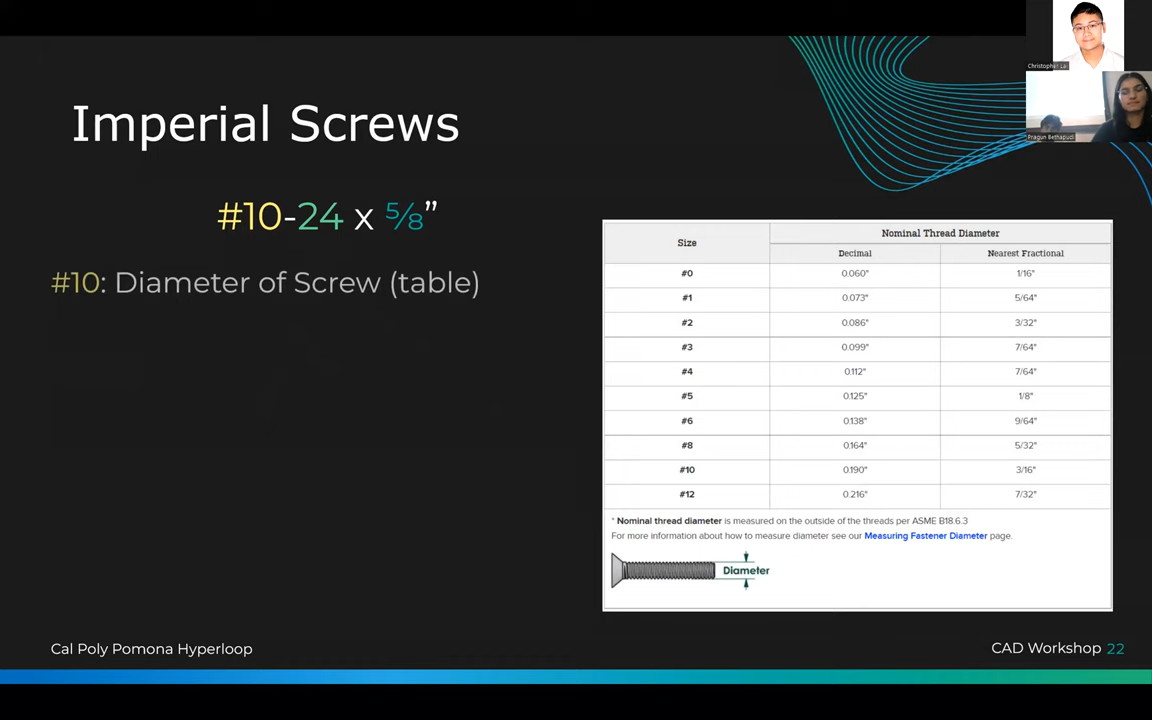 Christopher La
Pragun Bethapudi
Imperial Screws
#10-24 x 5/8”
#10: Diameter of Screw (table)
Size
Nominal Thread Diameter
Decimal Nearest Fractional
#0 0.060" 1/16"
#1 0.073" 5/64"
#2 0.086" 3/32"
#3 0.099" 7/64"
#4 0.112" 7/64"
#5 0.125" 1/8"
#6 0.138" 9/64"
#8 0.164" 5/32"
#10 0.190" 3/16"
#12 0.216" 7/32"
* Nominal thread diameter is measured on the outside of the threads per ASME B18.6.3
For more information about how to measure diameter see our Measuring Fastener Diameter page.
Diameter
Cal Poly Pomona Hyperloop
CAD Workshop 22